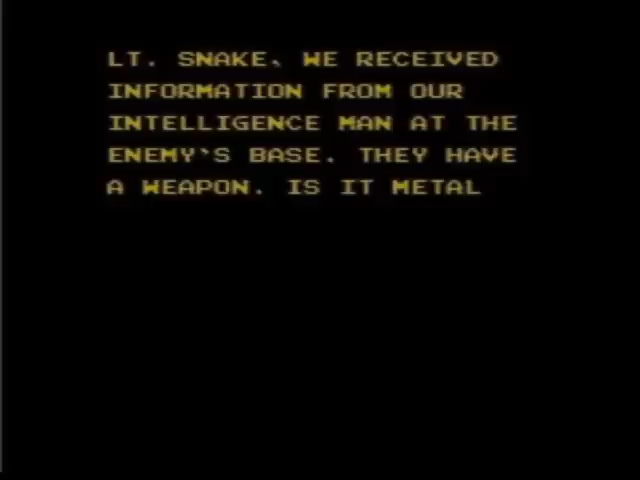 LT. SNAKE, WE RECEIVED
INFORMATION FROM OUR
INTELLIGENCE MAN AT THE
ENEMY'S BASE. THEY HAVE
A WEAPON. IS IT METAL